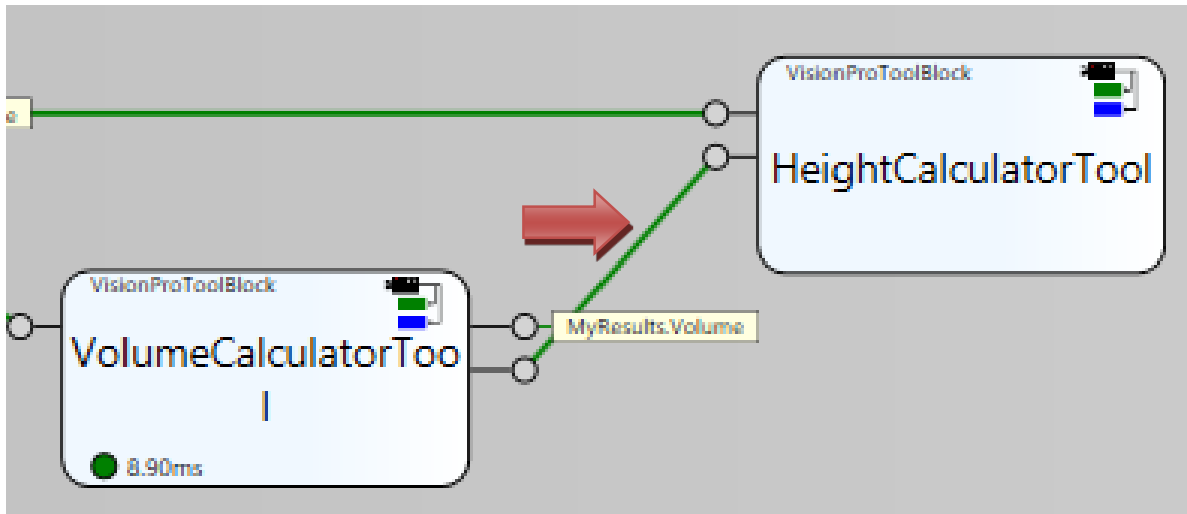 VisionProToolBlock
e
HeightCalculatorTool
VisionProToolBlock
MyResults.Volume
VolumeCalculatorToo
l
8.90ms